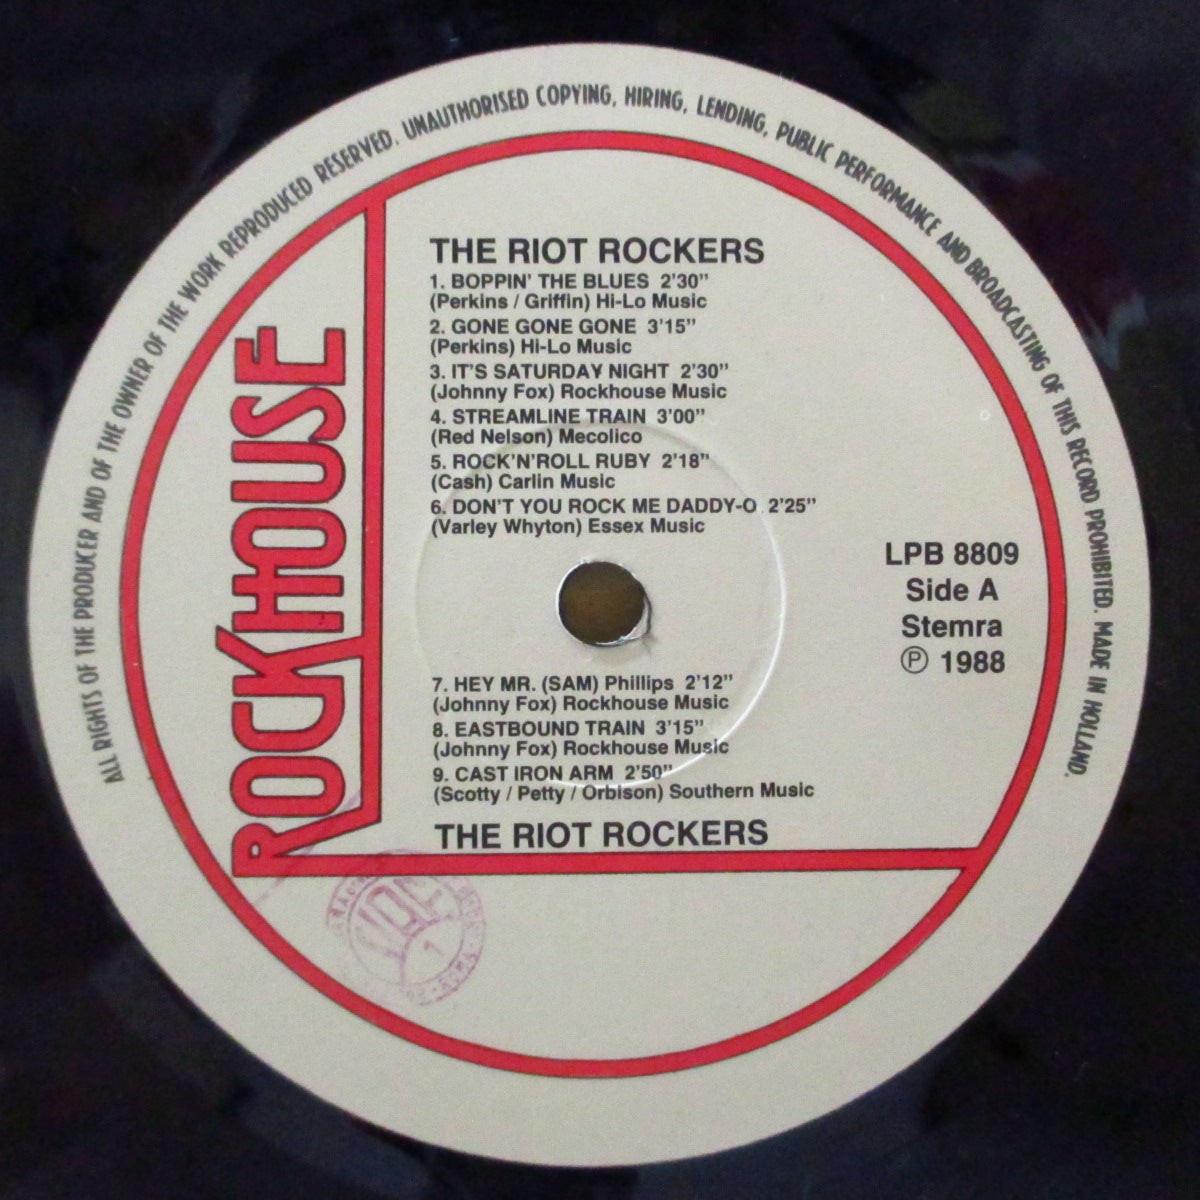 ALL RIGHTS OF THE PRODUCER AND OF THE OWNER OF THE WORK REPRODUCED RESERVED. UNAUTHORISED COPYING, HIRING, LENDING, PUBLIC PERFORMANCE AND BROADCASTING OF THIS RECORD PROHIBITED. MADE IN HOLLAND.
ROCKHOUSE
THE RIOT ROCKERS
1. BOPPIN' THE BLUES 2'30"
(Perkins / Griffin) Hi-Lo Music
2. GONE GONE GONE 3'15"
(Perkins) Hi-Lo Music
3. IT'S SATURDAY NIGHT 2'30"
(Johnny Fox) Rockhouse Music
4. STREAMLINE TRAIN 3'00"
(Red Nelson) Mecolico
5. ROCK'N'ROLL RUBY 2'18"
(Cash) Carlin Music
6. DON'T YOU ROCK ME DADDY-O 2'25"
(Varley Whyton) Essex Music
LPB 8809
Side A
Stemra
Ⓟ 1988
7. HEY MR. (SAM) Phillips 2'12"
(Johnny Fox) Rockhouse Music
8. EASTBOUND TRAIN 3'15"
(Johnny Fox) Rockhouse Music
9. CAST IRON ARM 2'50"
(Scotty / Petty / Orbison) Southern Music
THE RIOT ROCKERS
1